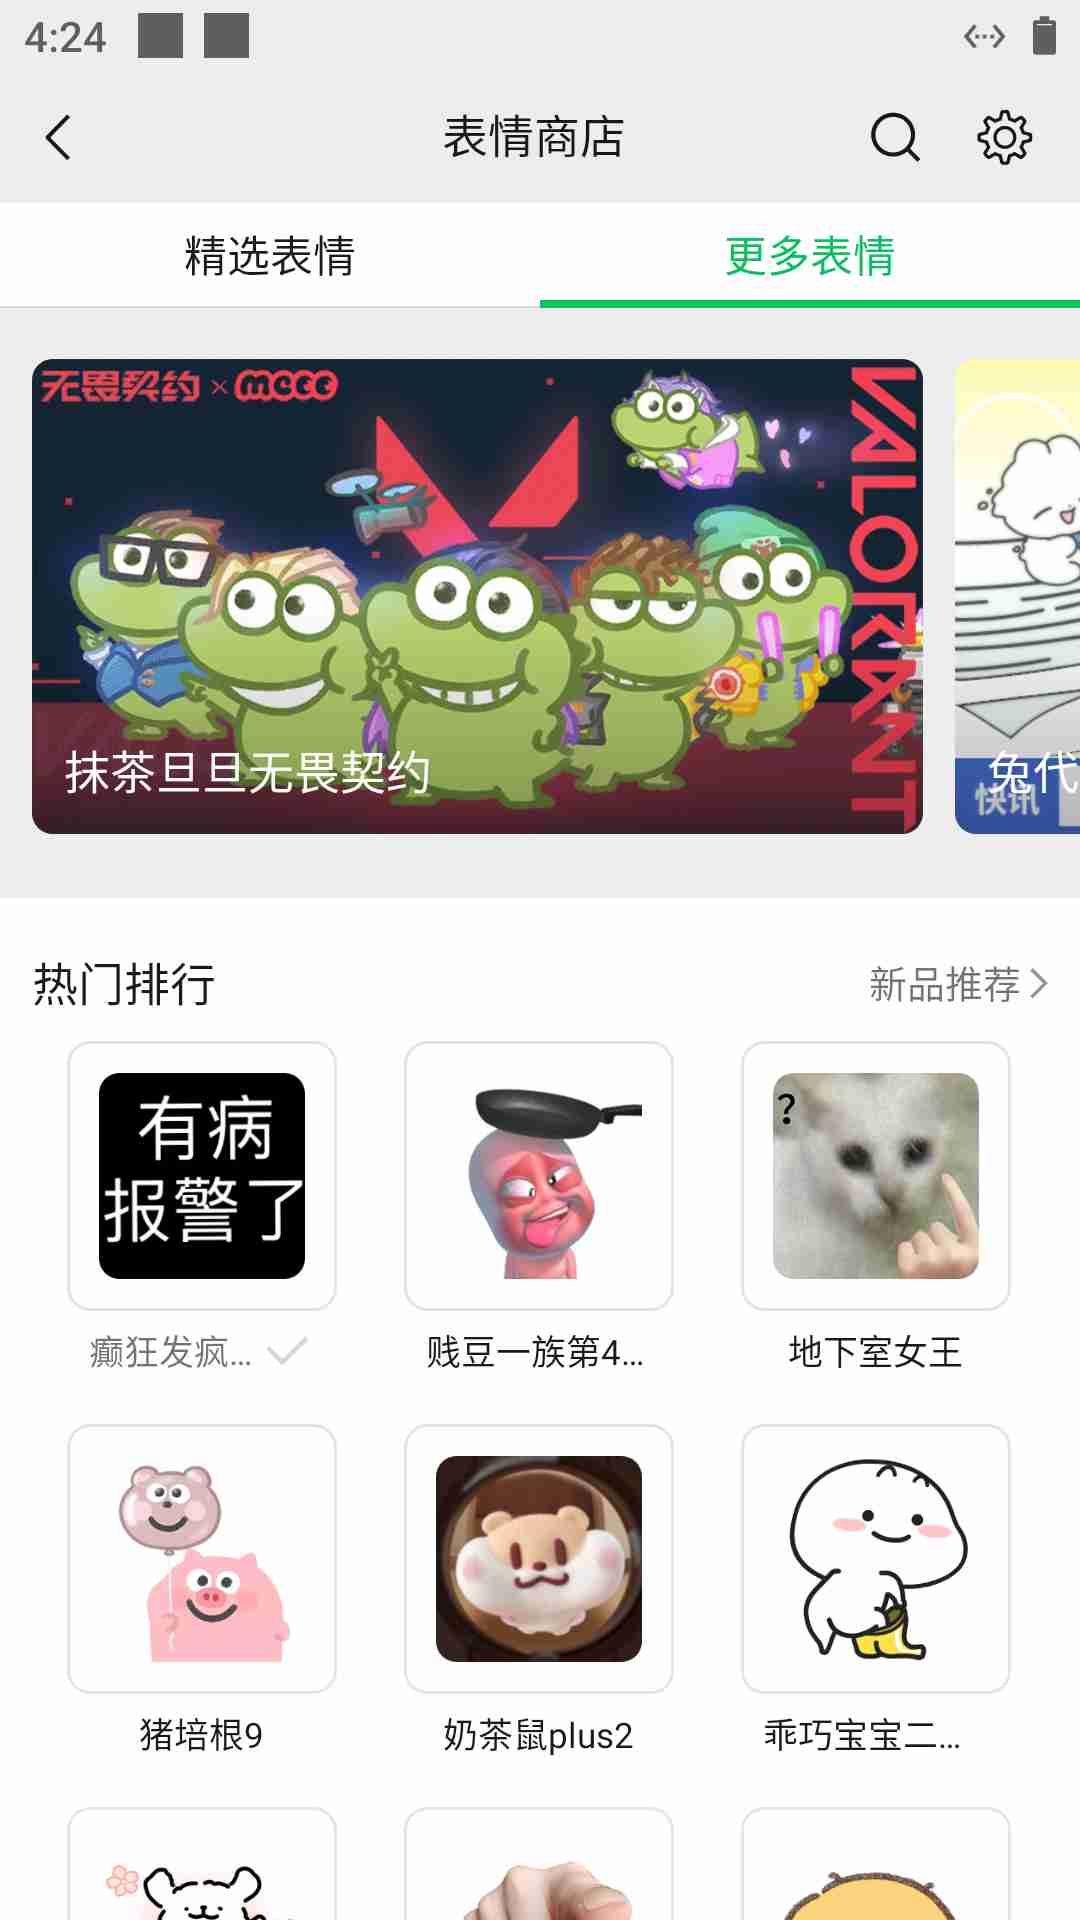 4:24
表情商店
精选表情
更多表情
无畏契约 × mccc
VALORANT
抹茶旦旦无畏契约
快讯
兔代
热门排行
新品推荐
有病
报警了
?
癫狂发疯...
贱豆一族第4...
地下室女王
猪培根9
奶茶鼠plus2
乖巧宝宝二...